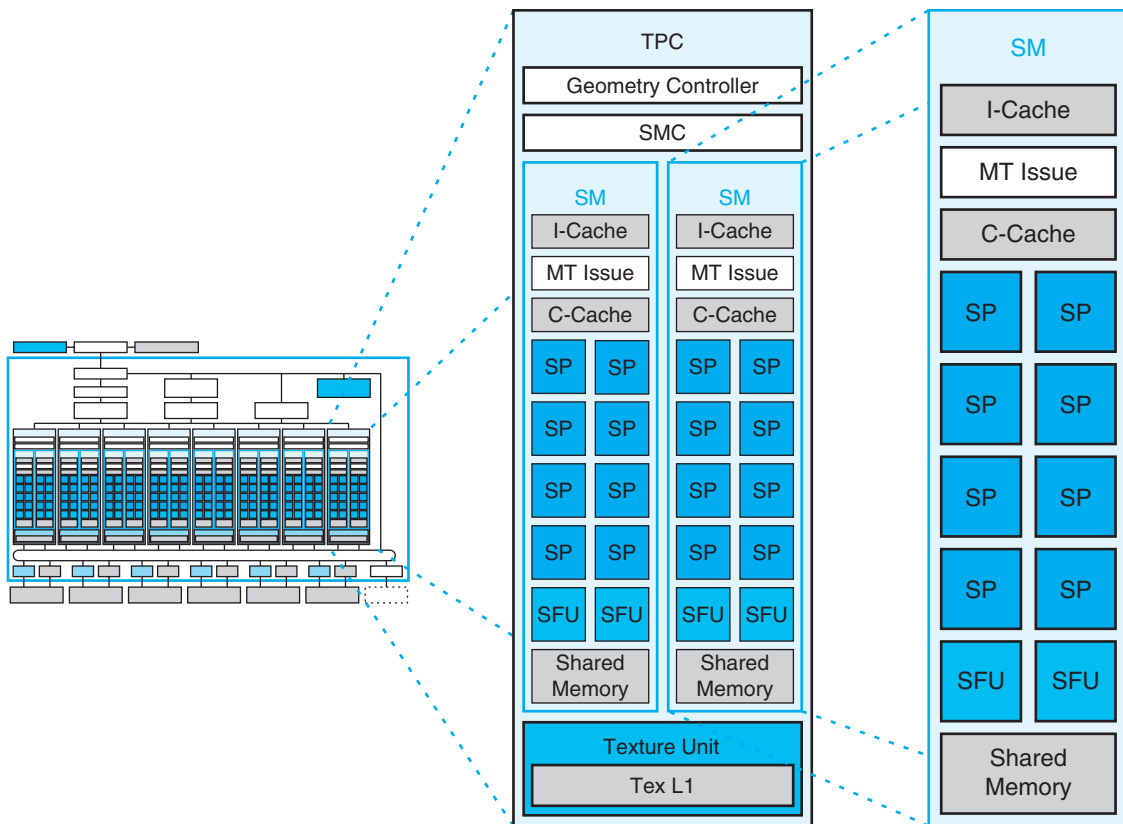 TPC
Geometry Controller
SMC
SM
I-Cache
MT Issue
C-Cache
SP SP
SP SP
SP SP
SP SP
SFU SFU
Shared
Memory
SM
I-Cache
MT Issue
C-Cache
SP SP
SP SP
SP SP
SP SP
SFU SFU
Shared
Memory
Texture Unit
Tex L1
SM
I-Cache
MT Issue
C-Cache
SP SP
SP SP
SP SP
SP SP
SFU SFU
Shared
Memory